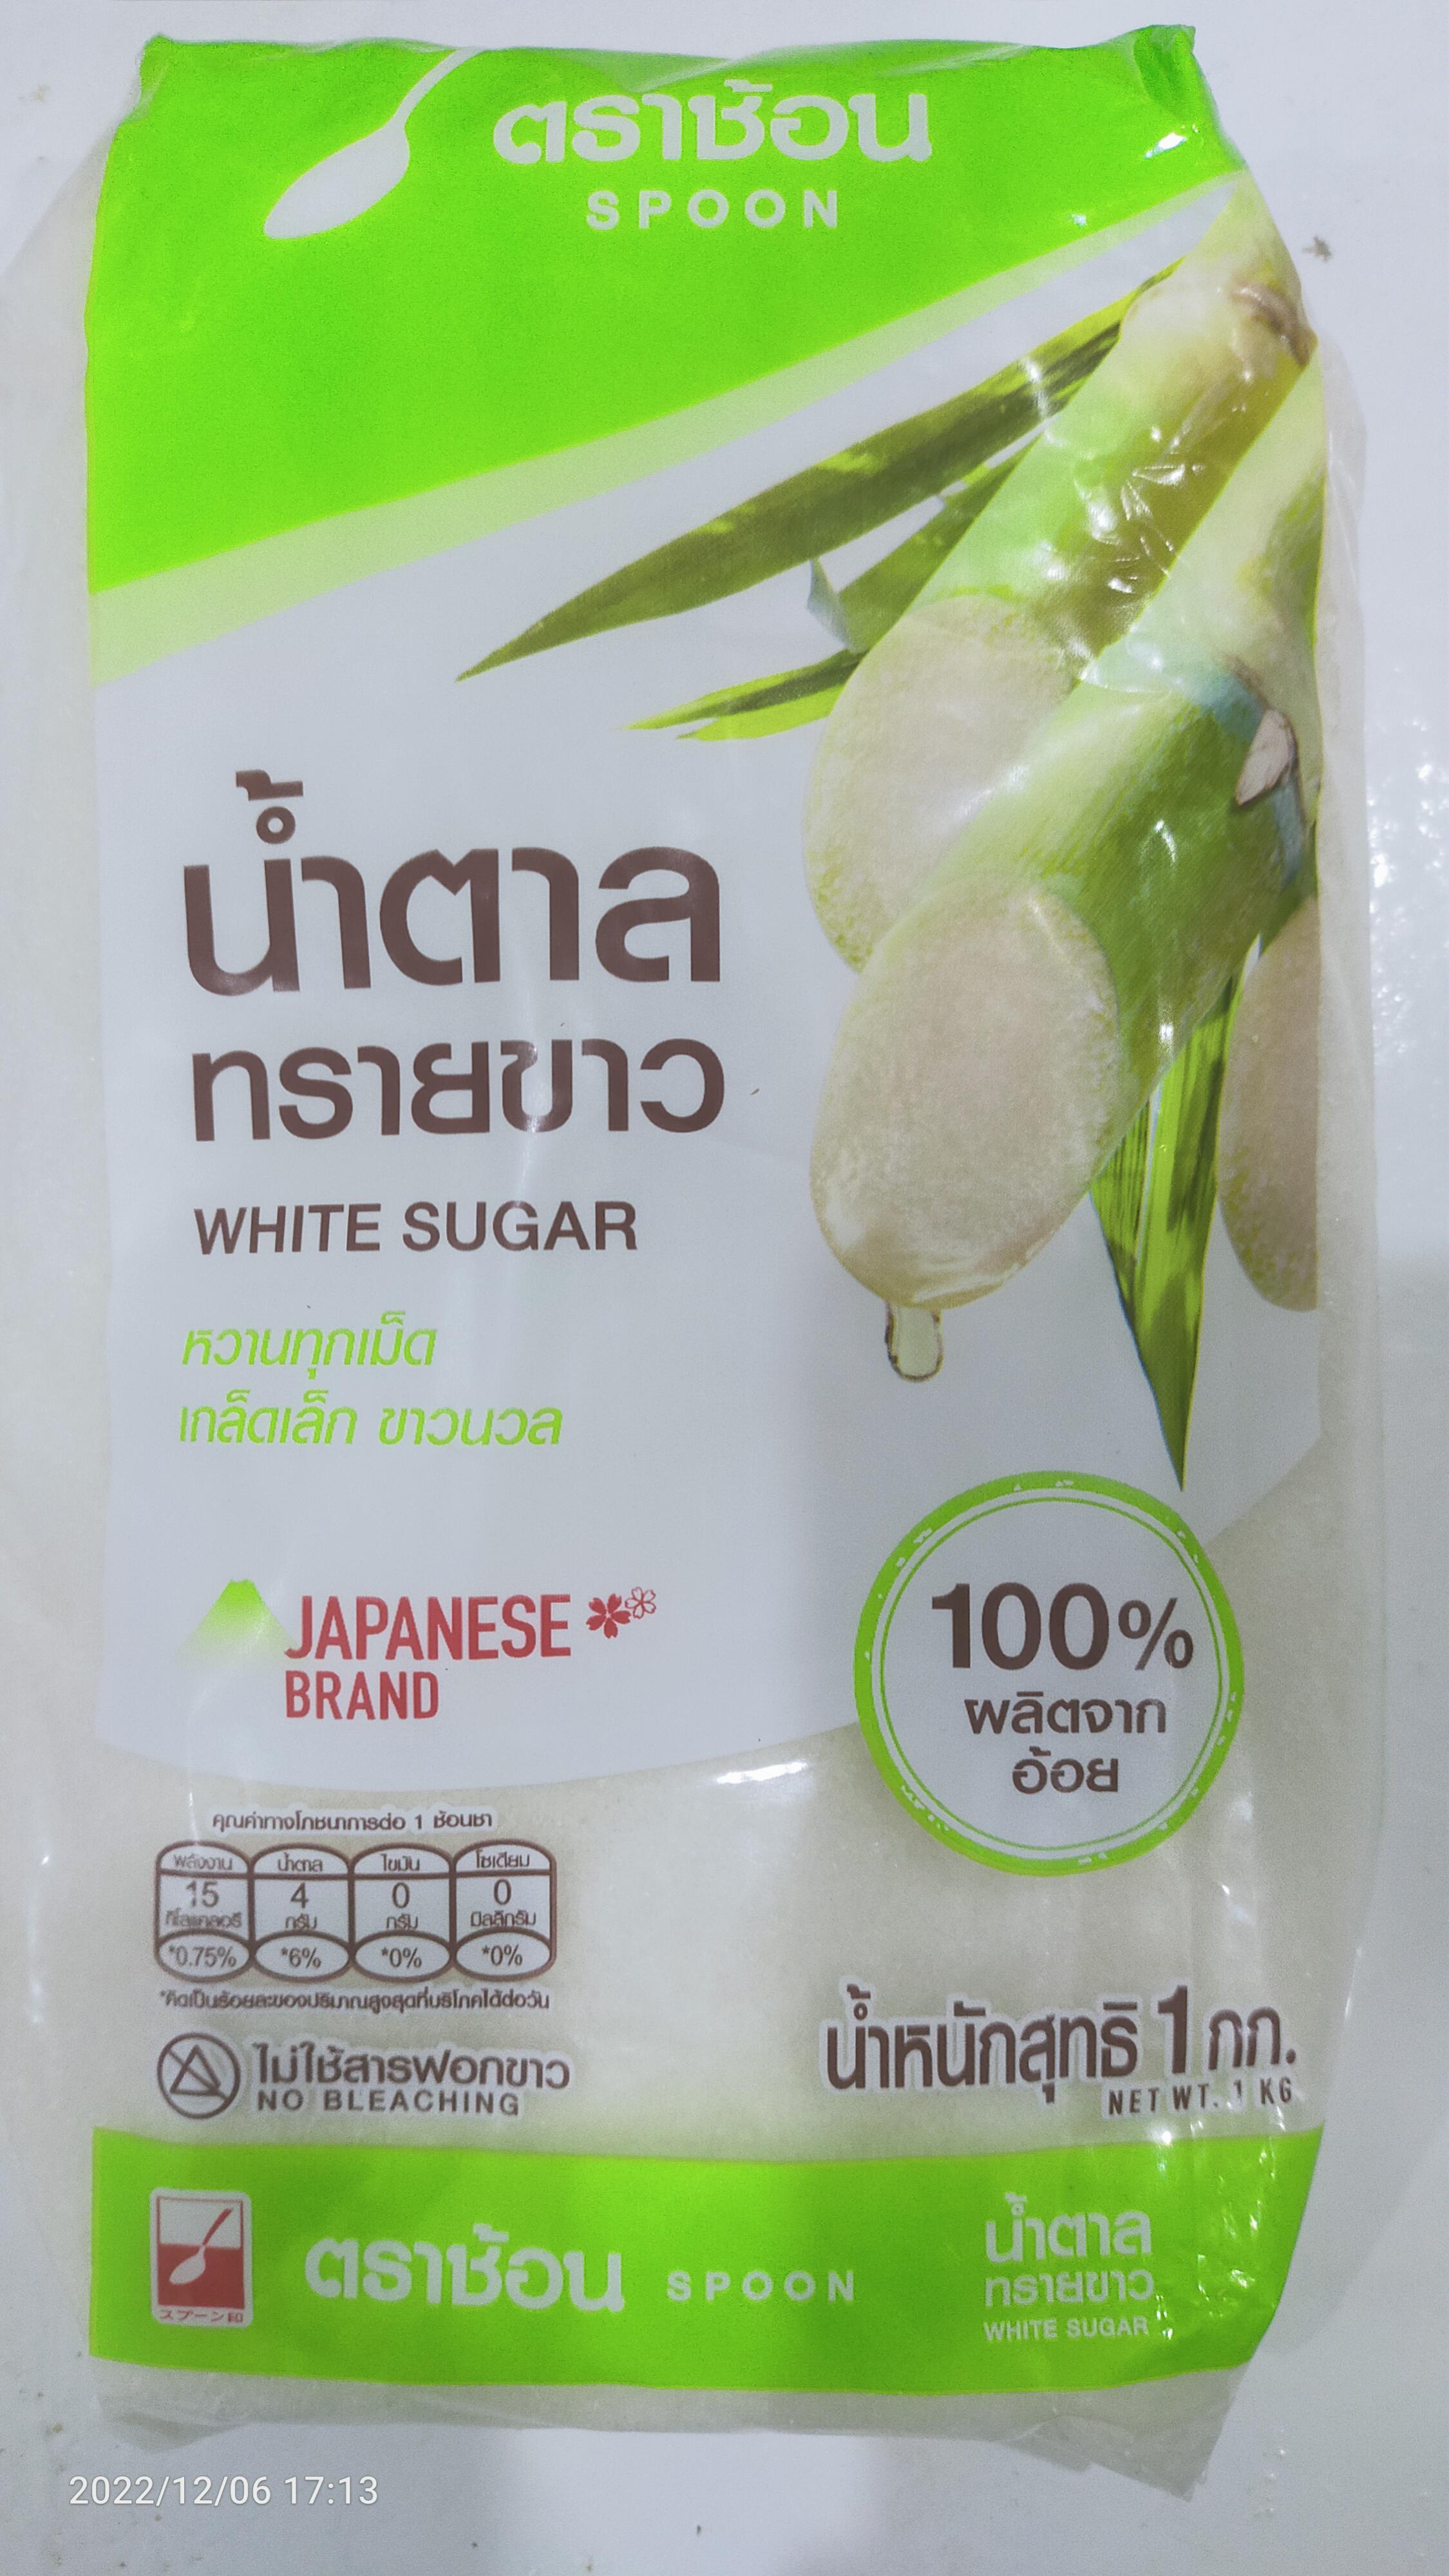 ตราช้อน
SPOON
น้ำตาล
ทรายขาว
WHITE SUGAR
หวานทุกเม็ด
เกล็ดเล็ก ขาวนวล
JAPANESE
BRAND
100%
ผลิตจาก
อ้อย
คุณค่าทางโภชนาการต่อ 1 ช้อนชา
พลังงาน น้ำตาล ไขมัน โซเดียม
15 4 0 0
กิโลแคลอรี กรัม กรัม มิลลิกรัม
*0.75% *6% *0% *0%
*คิดเป็นร้อยละของปริมาณสูงสุดที่บริโภคได้ต่อวัน
ไม่ใช้สารฟอกขาว
NO BLEACHING
น้ำหนักสุทธิ 1 กก.
NET WT. 1 KG
スプーン印
ตราช้อน SPOON
น้ำตาล
ทรายขาว
WHITE SUGAR
2022/12/06 17:13